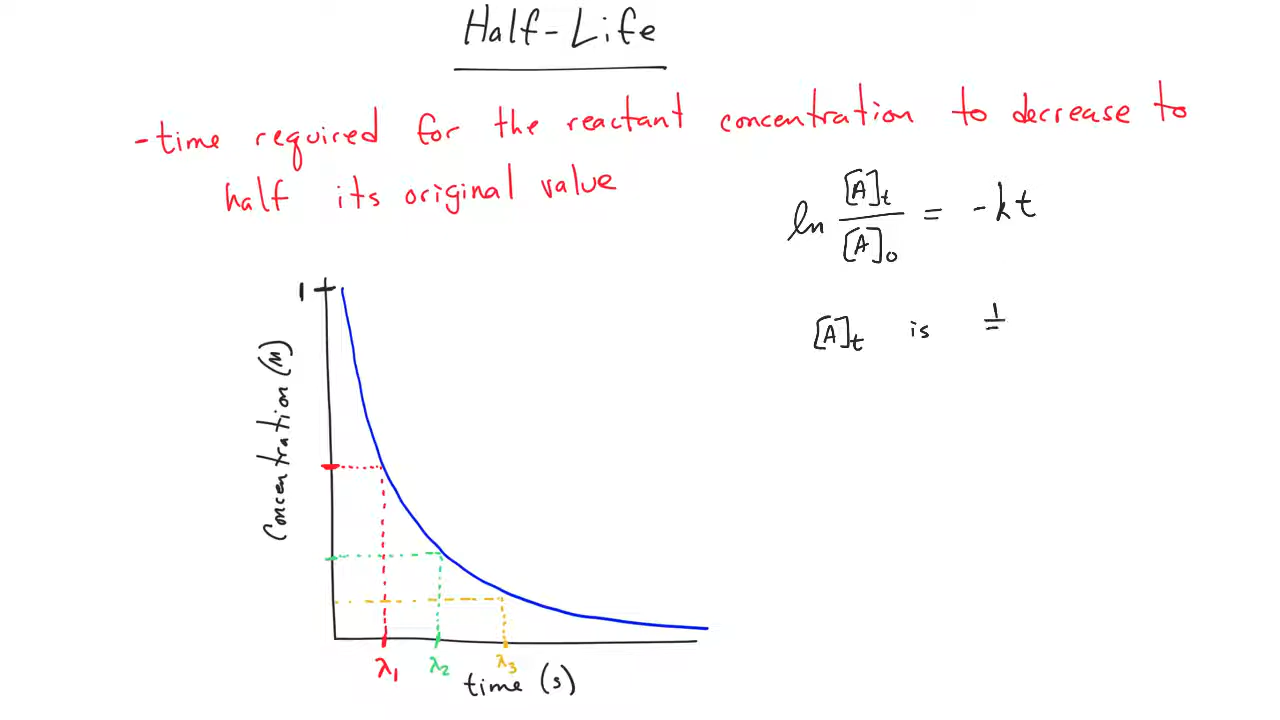 Half-Life
-time required for the reactant concentration to decrease to
half its original value
ln [A]t/[A]0 = -kt
[A]t is 1
1
Concentration (M)
λ1 λ2 λ3
time (s)